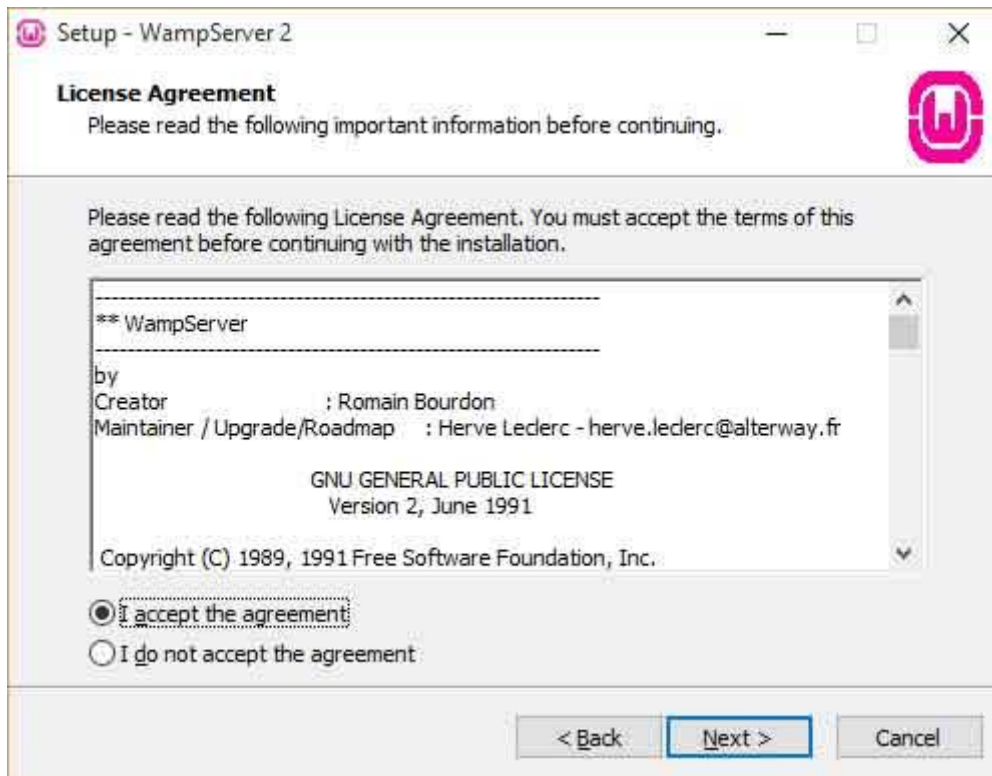 Setup - WampServer 2
License Agreement
Please read the following important information before continuing.
Please read the following License Agreement. You must accept the terms of this
agreement before continuing with the installation.
------------------------------------------------------------
** WampServer
------------------------------------------------------------
by
Creator : Romain Bourdon
Maintainer / Upgrade/Roadmap : Herve Leclerc - herve.leclerc@alterway.fr
GNU GENERAL PUBLIC LICENSE
Version 2, June 1991
Copyright (C) 1989, 1991 Free Software Foundation, Inc.
I accept the agreement
I do not accept the agreement
< Back Next > Cancel